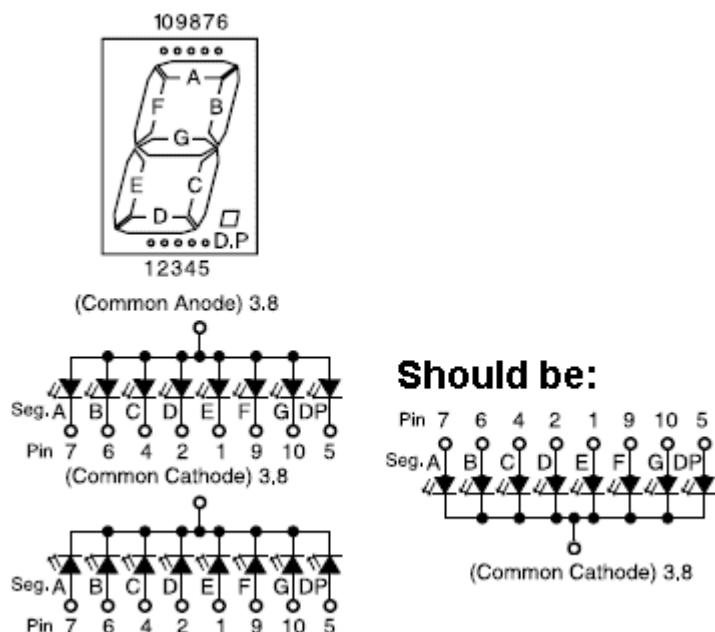 109876
A
F B
G
E C
D
D.P
12345
(Common Anode) 3.8
Seg. A B C D E F G DP
Pin 7 6 4 2 1 9 10 5
(Common Cathode) 3.8
Seg. A B C D E F G DP
Pin 7 6 4 2 1 9 10 5
Should be:
Pin 7 6 4 2 1 9 10 5
Seg. A B C D E F G DP
(Common Cathode) 3.8